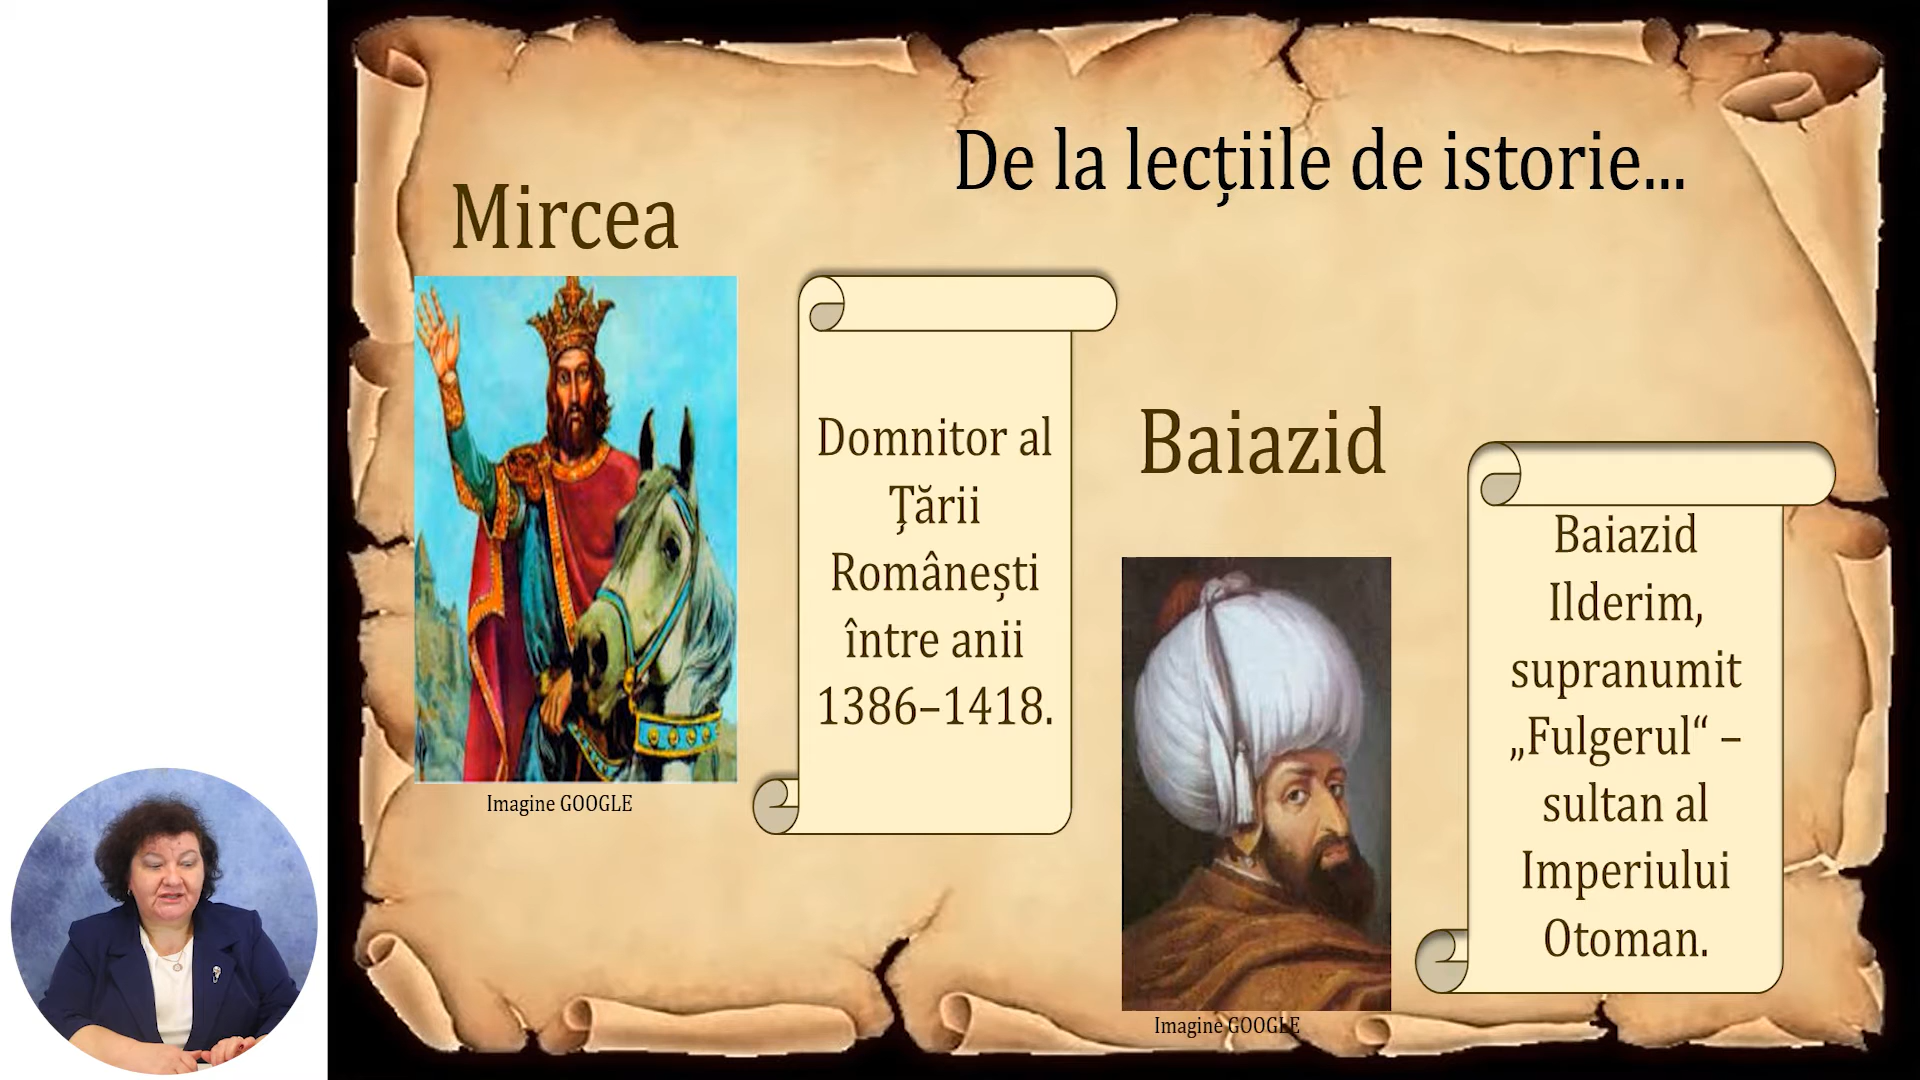 De la lecțiile de istorie...
Mircea
Domnitor al
Țării
Românești
între anii
1386–1418.
Imagine GOOGLE
Baiazid
Baiazid
Ilderim,
supranumit
„Fulgerul“ –
sultan al
Imperiului
Otoman.
Imagine GOOGLE